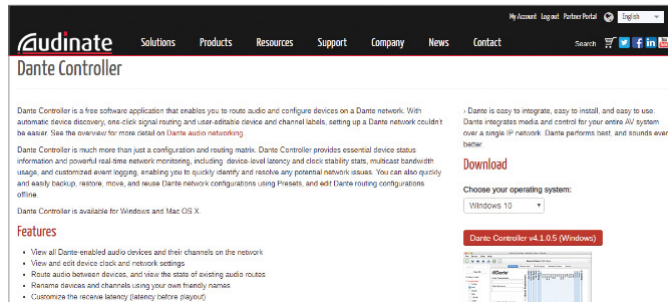 My Account Logout Partner Portal English
Audinate
Solutions Products Resources Support Company News Contact Search
Dante Controller
Dante Controller is a free software application that enables you to route audio and configure devices on a Dante network. With
automatic device discovery, one-click signal routing and user-editable device and channel labels, setting up a Dante network couldn't
be easier. See the overview for more detail on Dante audio networking.
Dante Controller is much more than just a configuration and routing matrix. Dante Controller provides essential device status
information and powerful real-time network monitoring, including device-level latency and clock stability stats, multicast bandwidth
usage, and customized event logging, enabling you to quickly identify and resolve any potential network issues. You can also quickly
and easily backup, restore, move, and reuse Dante network configurations using Presets, and edit Dante routing configurations
offline.
Dante Controller is available for Windows and Mac OS X.
Features
• View all Dante-enabled audio devices and their channels on the network
• View and edit device clock and network settings
• Route audio between devices, and view the state of existing audio routes
• Rename devices and channels using your own friendly names
• Customize the receive latency (latency before playout)
› Dante is easy to integrate, easy to install, and easy to use.
Dante integrates media and control for your entire AV system
over a single IP network. Dante performs best, and sounds even
better.
Download
Choose your operating system:
Windows 10
Dante Controller v4.1.0.5 (Windows)